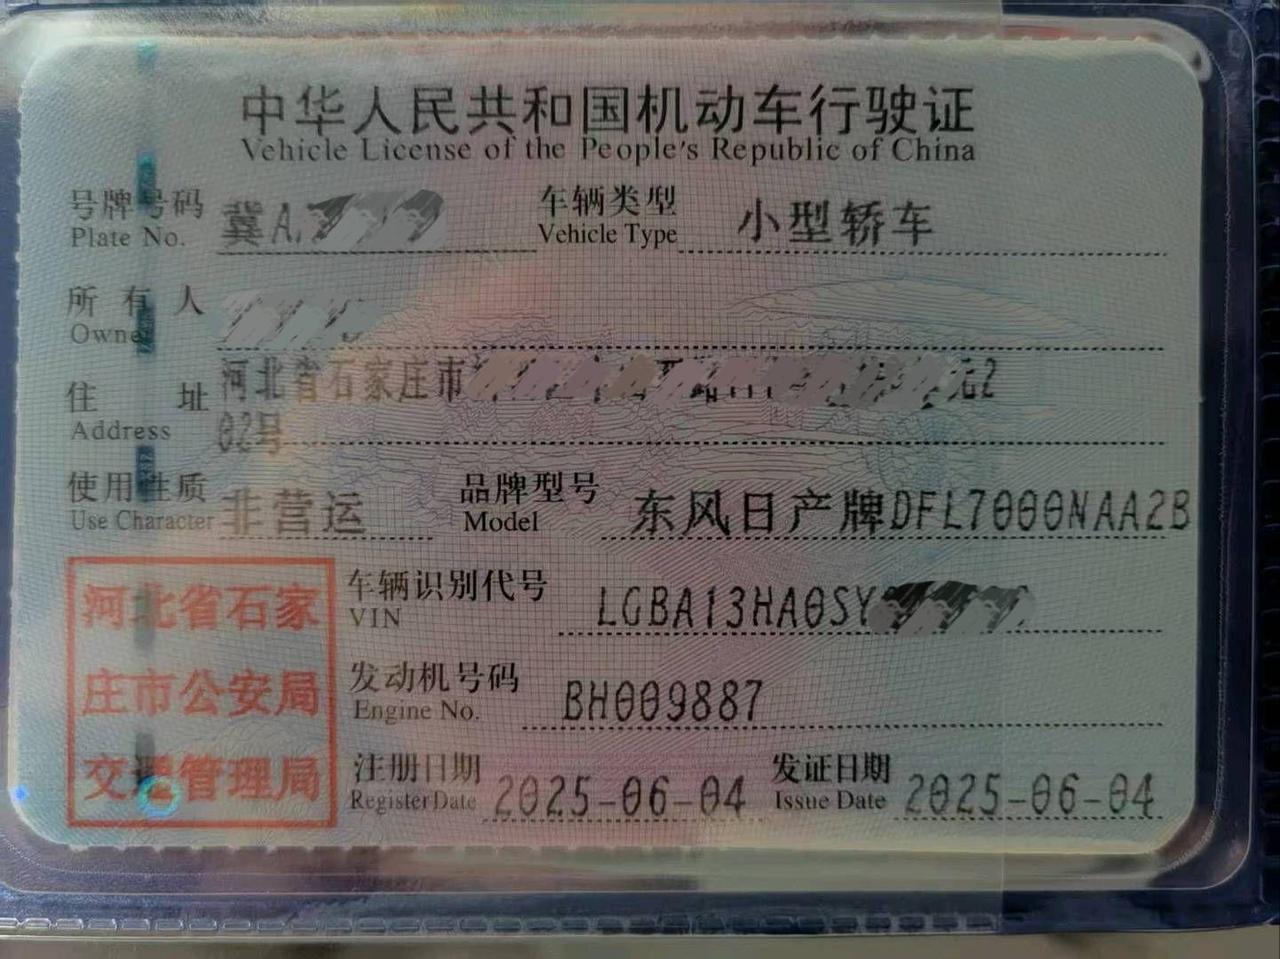 中华人民共和国机动车行驶证
Vehicle License of the People's Republic of China
号牌号码 冀A. 车辆类型 小型轿车
Plate No. Vehicle Type
所有人
Owner
住址 河北省石家庄市 元2
Address 02号
使用性质 非营运 品牌型号 东风日产牌DFL7000NAA2B
Use Character Model
河北省石家
庄市公安局
交通管理局
车辆识别代号 LGBA13HA0SY
VIN
发动机号码 BH009887
Engine No.
注册日期 2025-06-04 发证日期 2025-06-04
Register Date Issue Date